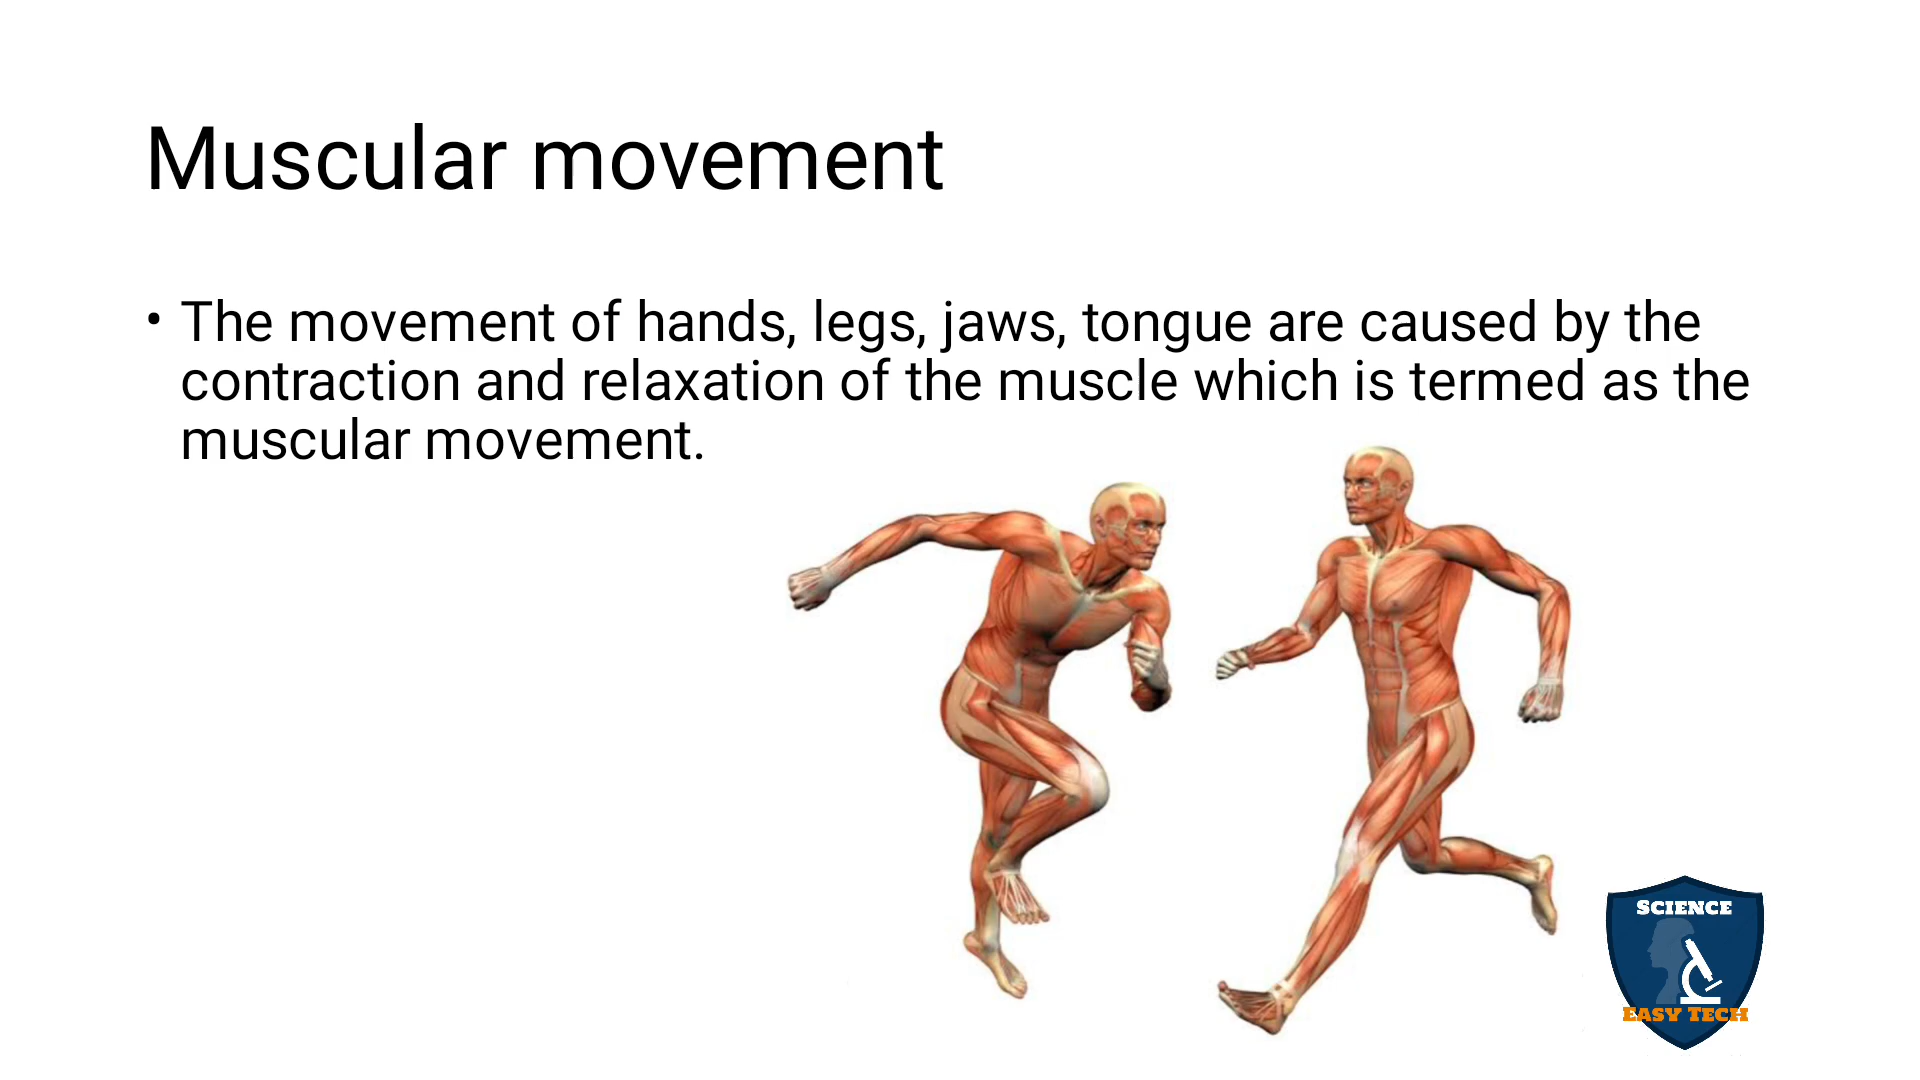 Muscular movement
• The movement of hands, legs, jaws, tongue are caused by the
contraction and relaxation of the muscle which is termed as the
muscular movement.
SCIENCE
EASY TECH